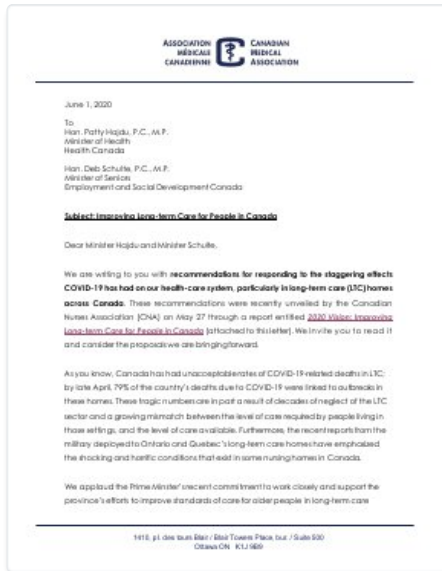 ASSOCIATION MÉDICALE CANADIENNE
CANADIAN MEDICAL ASSOCIATION
June 1, 2020
To
Hon. Patty Hajdu, P.C., M.P.
Minister of Health
Health Canada
Hon. Deb Schulte, P.C., M.P.
Minister of Seniors
Employment and Social Development Canada
Subject: Improving Long-term Care for People in Canada
Dear Minister Hajdu and Minister Schulte,
We are writing to you with recommendations for responding to the staggering effects
COVID-19 has had on our health-care system, particularly in long-term care (LTC) homes
across Canada. These recommendations were recently unveiled by the Canadian
Nurses Association (CNA) on May 27 through a report entitled 2020 Vision: Improving
Long-term Care for People in Canada (attached to this letter). We invite you to read it
and consider the proposals we are bringing forward.
As you know, Canada has had unacceptable rates of COVID-19-related deaths in LTC;
by late April, 79% of the country's deaths due to COVID-19 were linked to outbreaks in
these homes. These tragic numbers are in part a result of decades of neglect of the LTC
sector and a growing mismatch between the level of care required by people living in
those settings, and the level of care available. Furthermore, the recent reports from the
military deployed to Ontario and Quebec's long-term care homes have emphasized
the shocking and horrific conditions that exist in some nursing homes in Canada.
We applaud the Prime Minister's recent commitment to work closely and support the
province's efforts to improve standards of care for older people in long-term care
1410, pl. des tours Blair / Blair Towers Place, bur. / Suite 500
Ottawa ON K1J 9B9